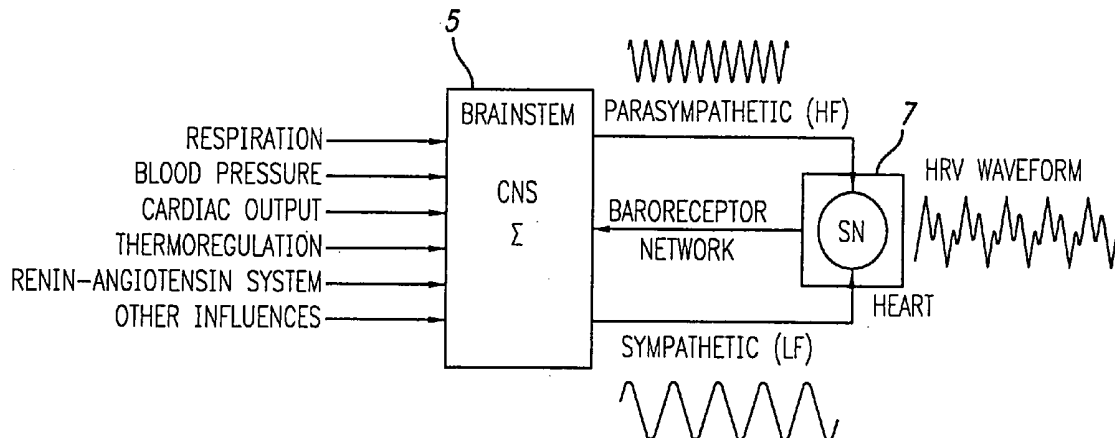 5
BRAINSTEM
CNS
Σ
RESPIRATION
BLOOD PRESSURE
CARDIAC OUTPUT
THERMOREGULATION
RENIN-ANGIOTENSIN SYSTEM
OTHER INFLUENCES
PARASYMPATHETIC (HF)
BARORECEPTOR
NETWORK
SYMPATHETIC (LF)
7
SN
HEART
HRV WAVEFORM